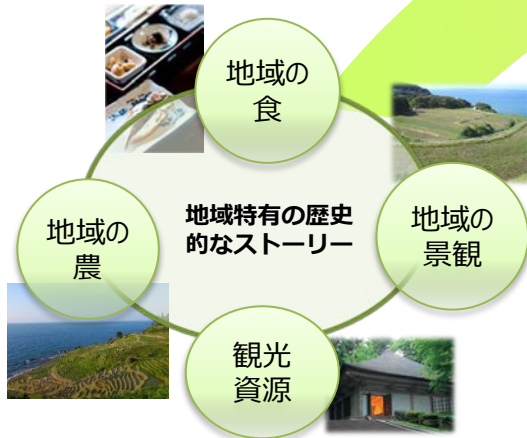 地域の
食
地域特有の歴史
的なストーリー
地域の
農
地域の
景観
観光
資源